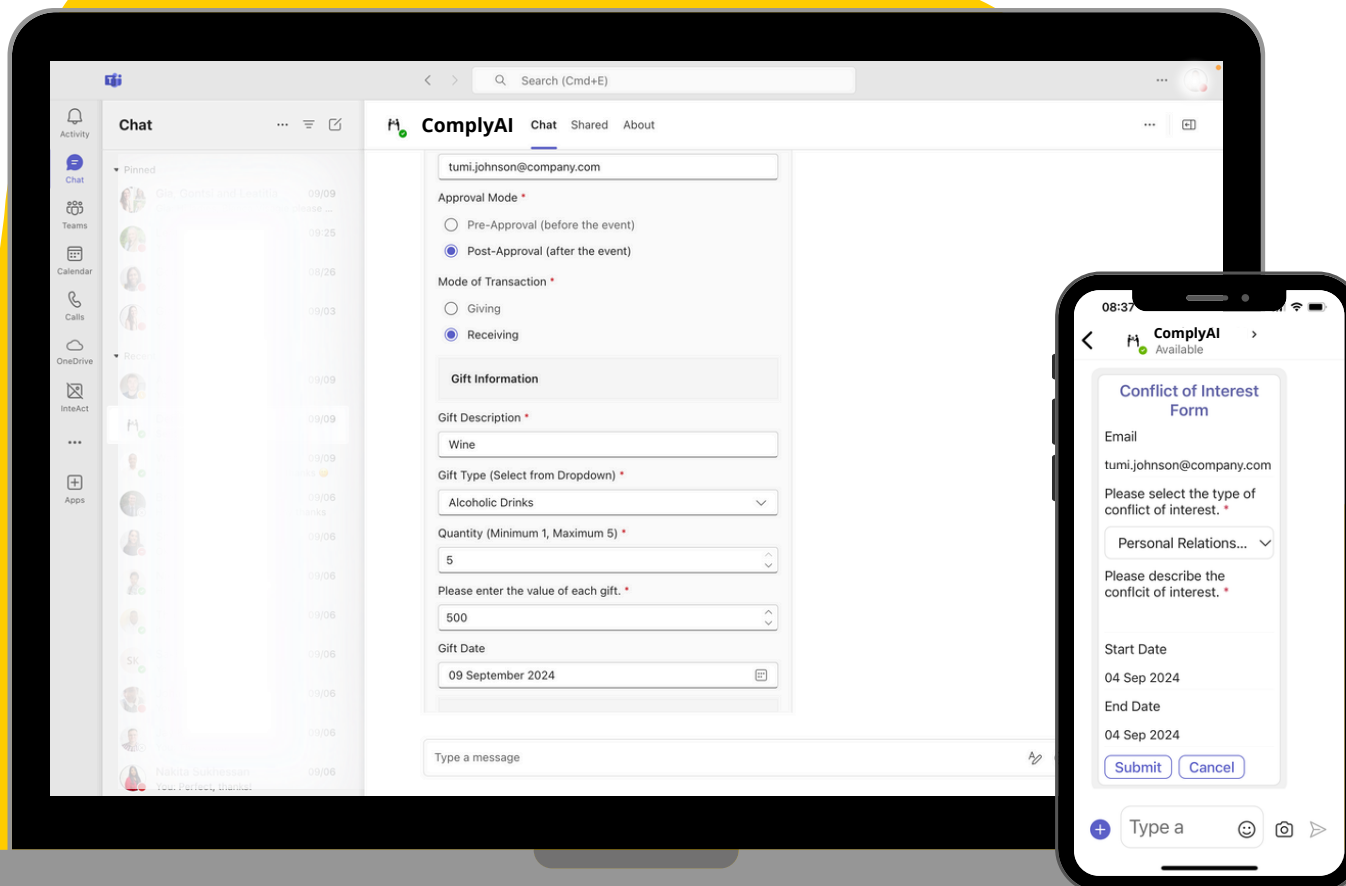 Search (Cmd+E)
Activity
Chat
Teams
Calendar
Calls
OneDrive
InteAct
Apps
Chat
Pinned
09/09
please ...
09:25
08/26
09/03
09/09
09/09
09/09
09/06
09/06
09/06
09/06
SK
09/06
09/06
09/06
09/06
You: Perfect, thanks!
ComplyAI
Chat
Shared
About
tumi.johnson@company.com
Approval Mode *
Pre-Approval (before the event)
Post-Approval (after the event)
Mode of Transaction *
Giving
Receiving
Gift Information
Gift Description *
Wine
Gift Type (Select from Dropdown) *
Alcoholic Drinks
Quantity (Minimum 1, Maximum 5) *
5
Please enter the value of each gift. *
500
Gift Date
09 September 2024
Type a message
08:37
ComplyAI
Available
Conflict of Interest
Form
Email
tumi.johnson@company.com
Please select the type of
conflict of interest. *
Personal Relations...
Please describe the
conflcit of interest. *
Start Date
04 Sep 2024
End Date
04 Sep 2024
Submit
Cancel
Type a